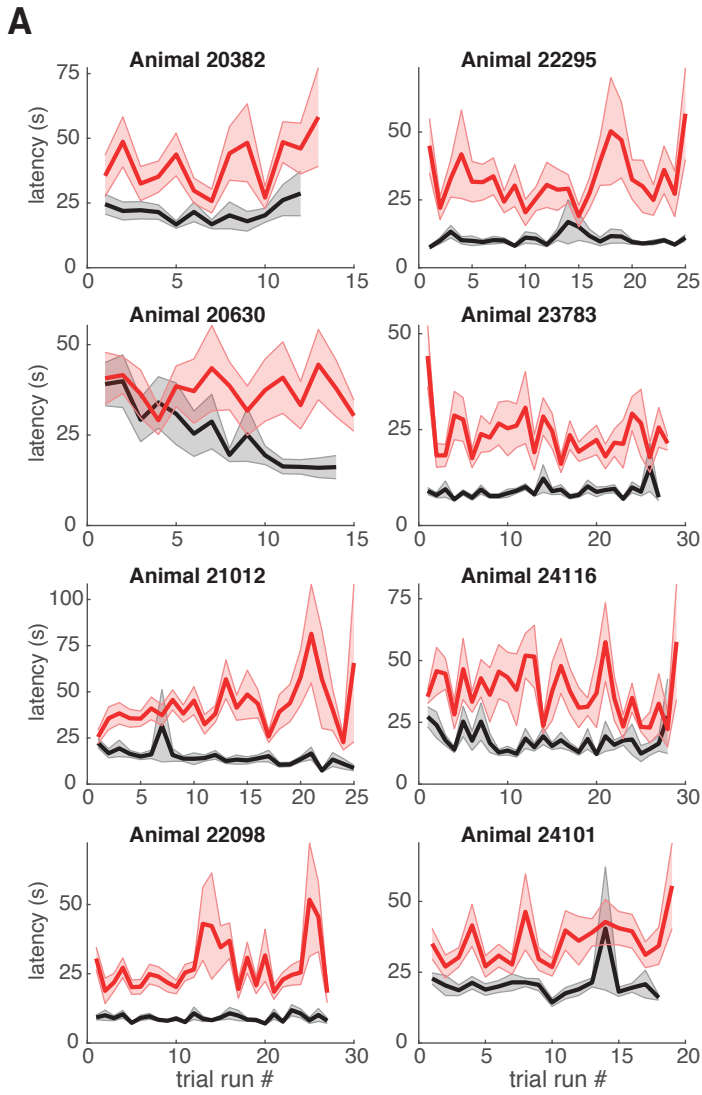 A
Animal 20382
Animal 22295
latency (s)
75
50
25
0
0 5 10 15
50
25
0
0 5 10 15 20 25
Animal 20630
Animal 23783
latency (s)
50
25
0
0 5 10 15
50
25
0
0 10 20 30
Animal 21012
Animal 24116
latency (s)
100
75
50
25
0
0 5 10 15 20 25
75
50
25
0
0 10 20 30
Animal 22098
Animal 24101
latency (s)
50
25
0
0 10 20 30
trial run #
50
25
0
0 5 10 15 20
trial run #